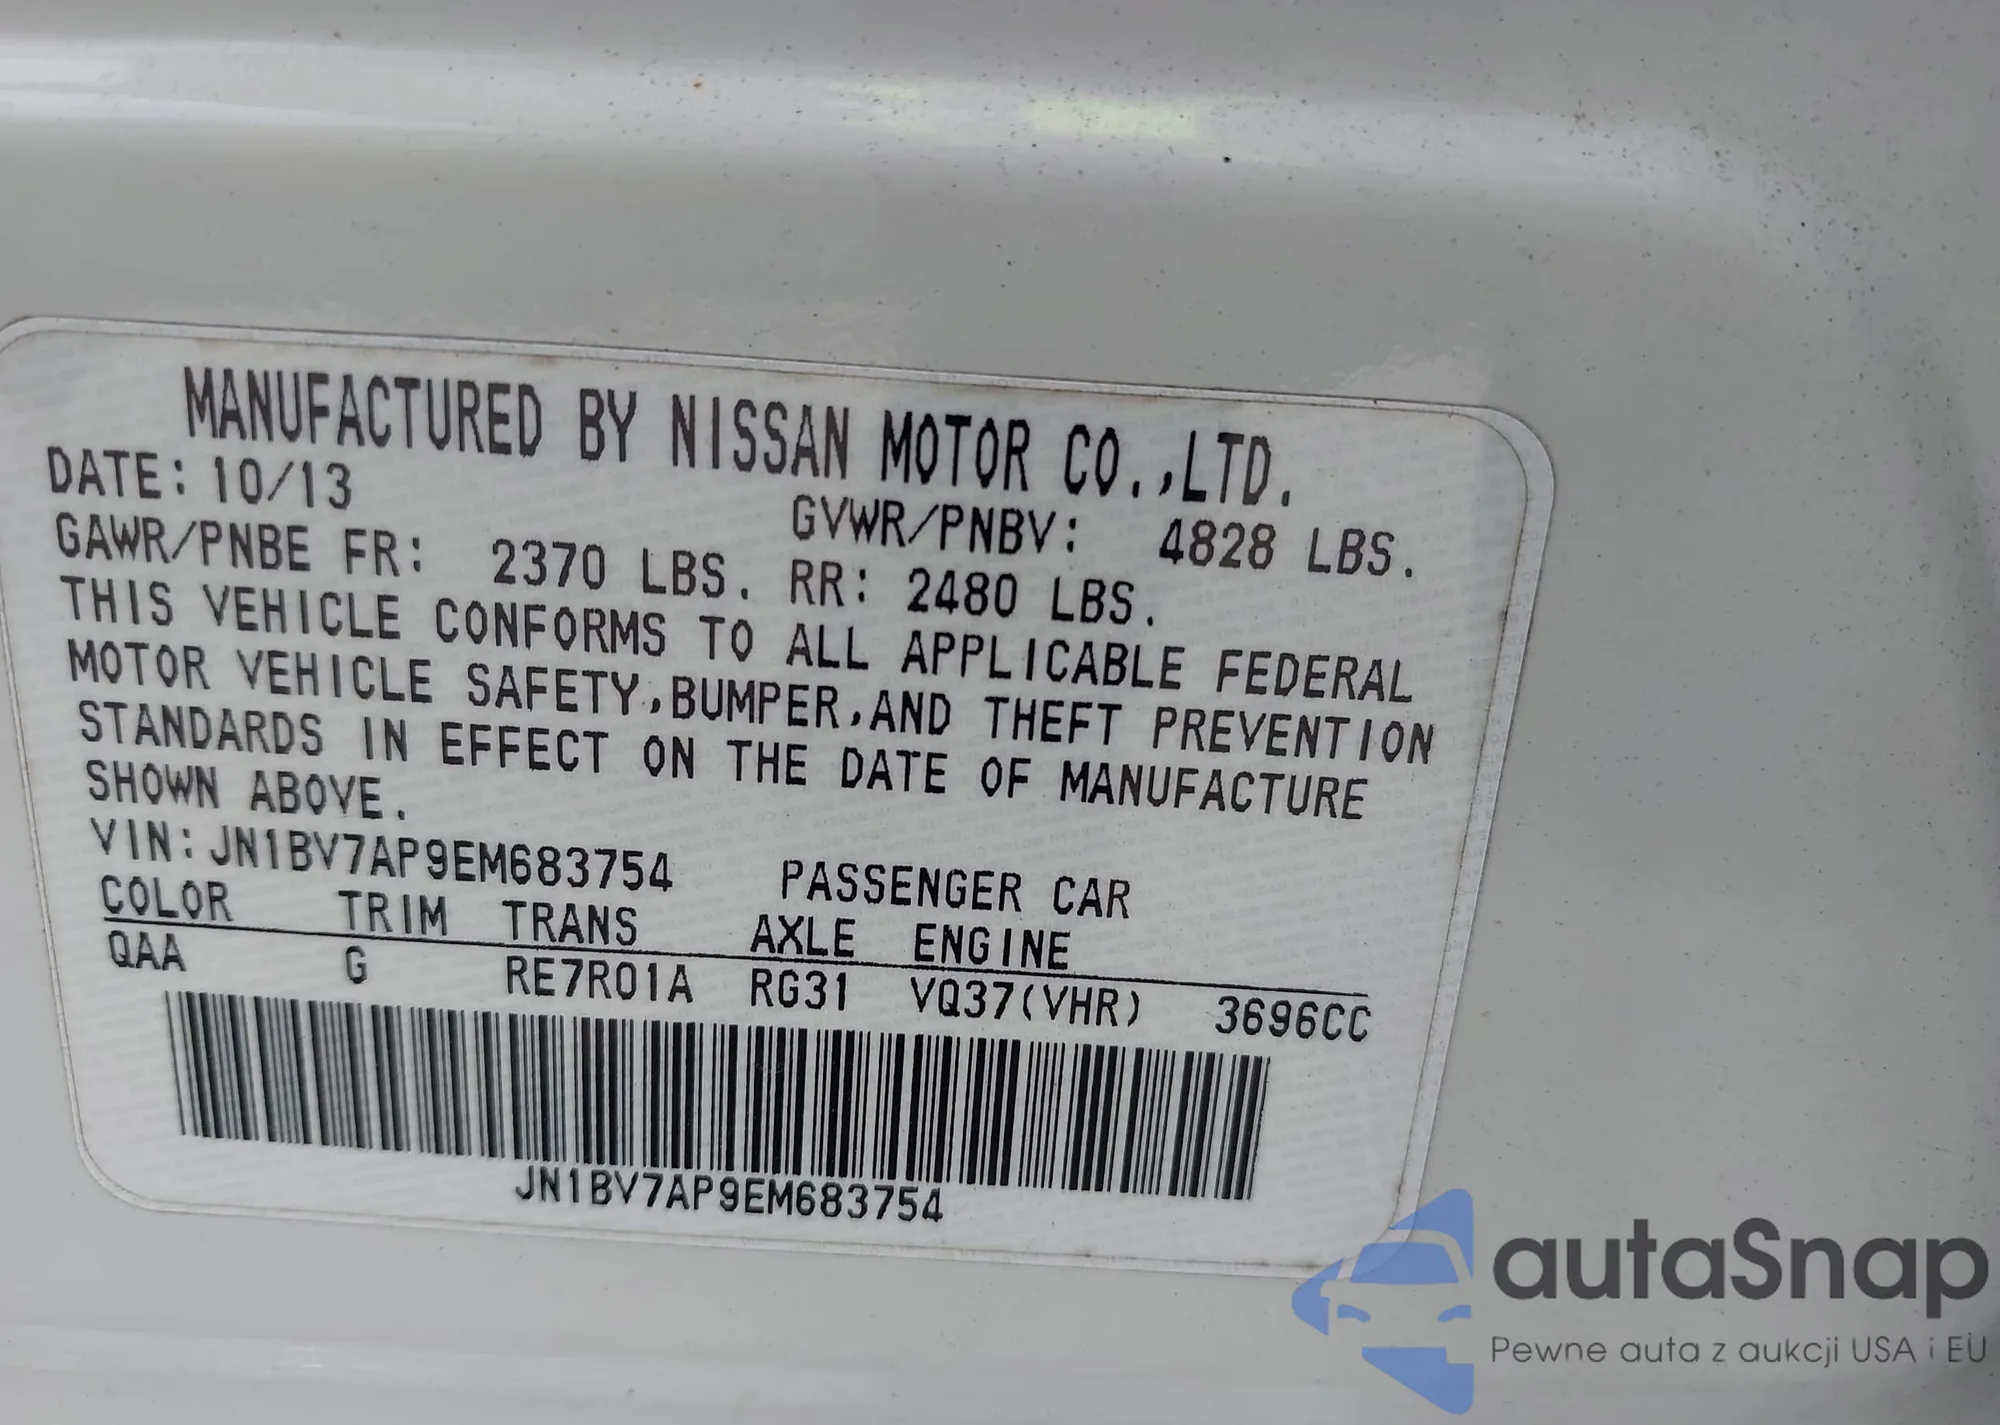 MANUFACTURED BY NISSAN MOTOR CO.,LTD.
DATE: 10/13 GVWR/PNBV: 4828 LBS.
GAWR/PNBE FR: 2370 LBS. RR: 2480 LBS.
THIS VEHICLE CONFORMS TO ALL APPLICABLE FEDERAL
MOTOR VEHICLE SAFETY,BUMPER,AND THEFT PREVENTION
STANDARDS IN EFFECT ON THE DATE OF MANUFACTURE
SHOWN ABOVE.
VIN:JN1BV7AP9EM683754 PASSENGER CAR
COLOR TRIM TRANS AXLE ENGINE
QAA G RE7R01A RG31 VQ37(VHR) 3696CC
JN1BV7AP9EM683754
autaSnap
Pewne auta z aukcji USA i EU